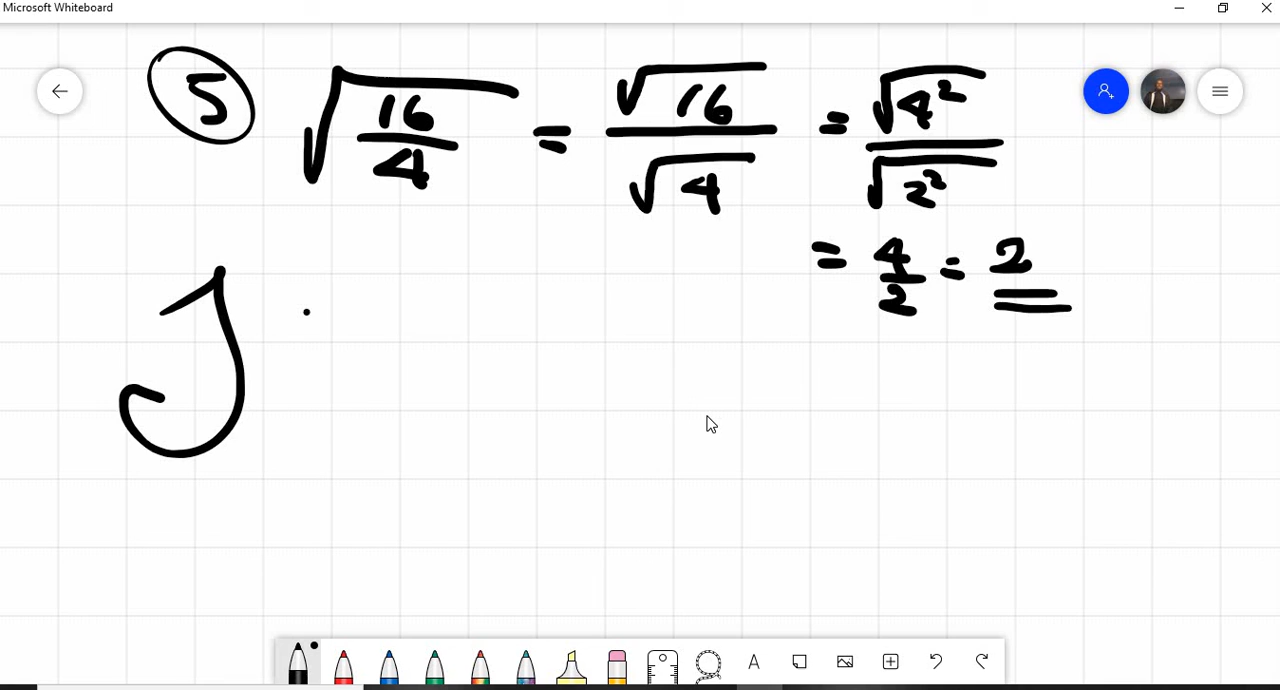 Microsoft Whiteboard
5 √(16/4) = √16/√4 = √4²/√2²
= 4/2 = 2
J .
A